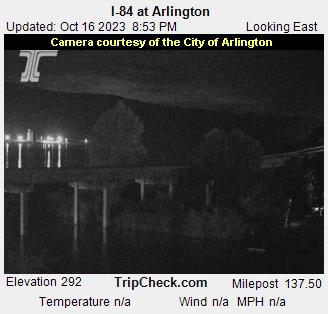 I-84 at Arlington
Updated: Oct 16 2023 8:53 PM Looking East
Camera courtesy of the City of Arlington
Elevation 292 TripCheck.com Milepost 137.50
Temperature n/a Wind n/a MPH n/a